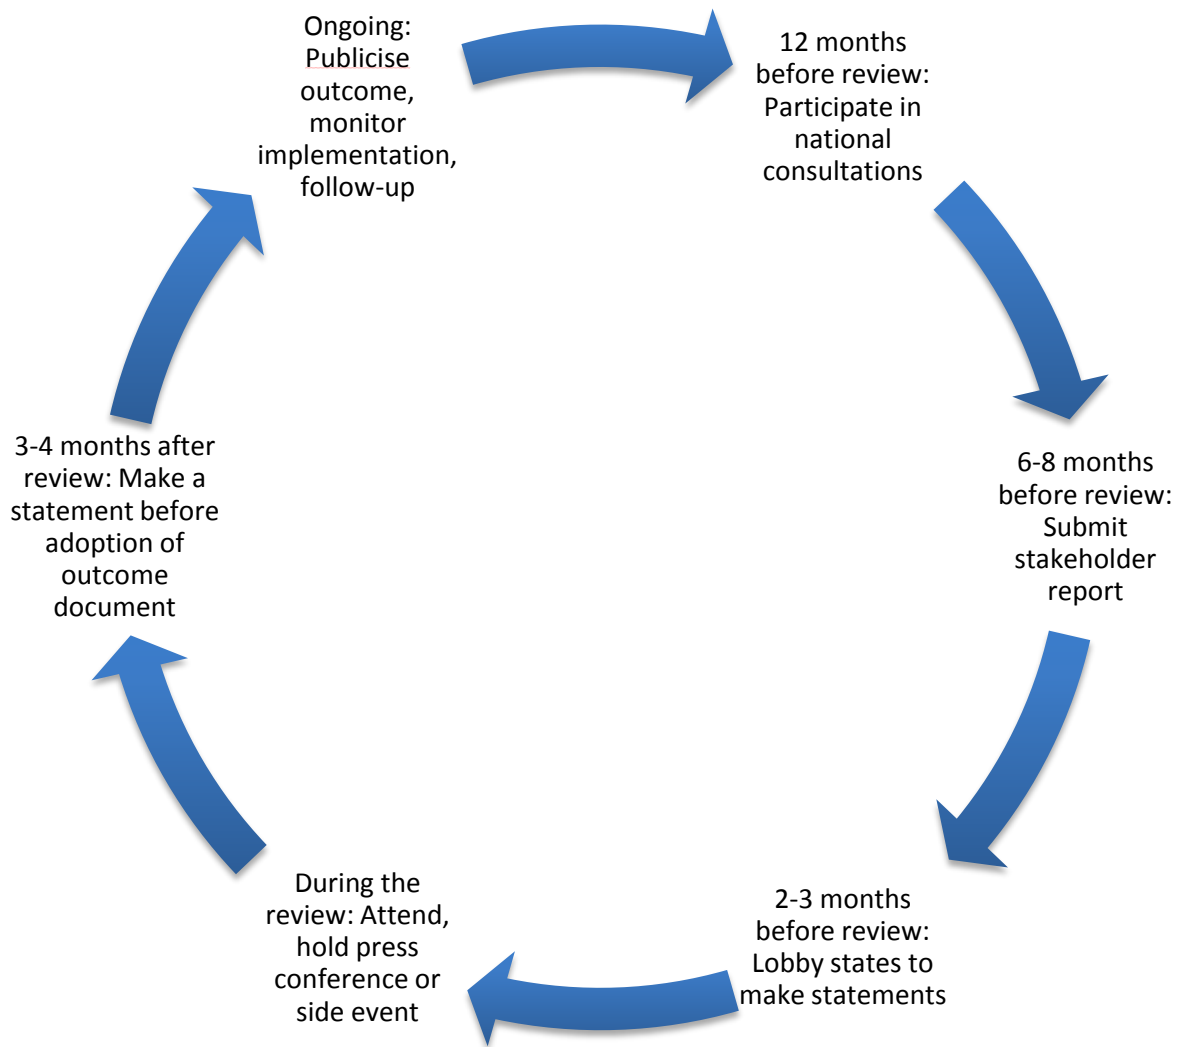 Ongoing:
Publicise
outcome,
monitor
implementation,
follow-up
12 months
before review:
Participate in
national
consultations
6-8 months
before review:
Submit
stakeholder
report
2-3 months
before review:
Lobby states to
make statements
During the
review: Attend,
hold press
conference or
side event
3-4 months after
review: Make a
statement before
adoption of
outcome
document